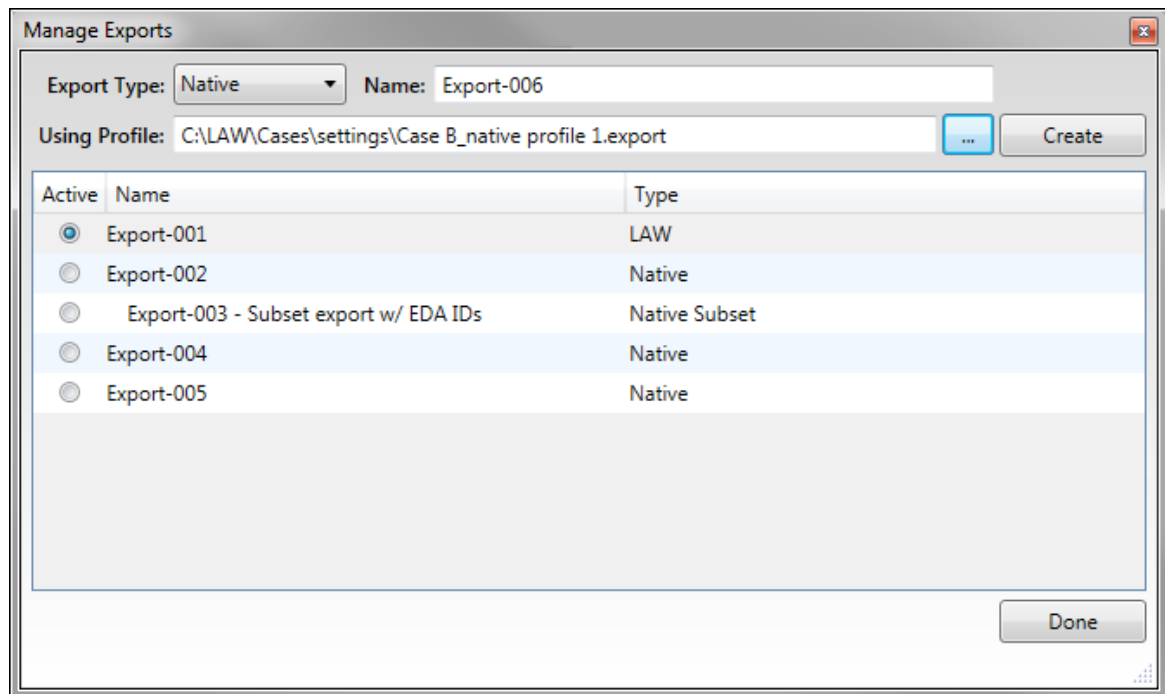 Manage Exports
Export Type: Native Name: Export-006
Using Profile: C:\LAW\Cases\settings\Case B_native profile 1.export ... Create
Active Name Type
Export-001 LAW
Export-002 Native
Export-003 - Subset export w/ EDA IDs Native Subset
Export-004 Native
Export-005 Native
Done